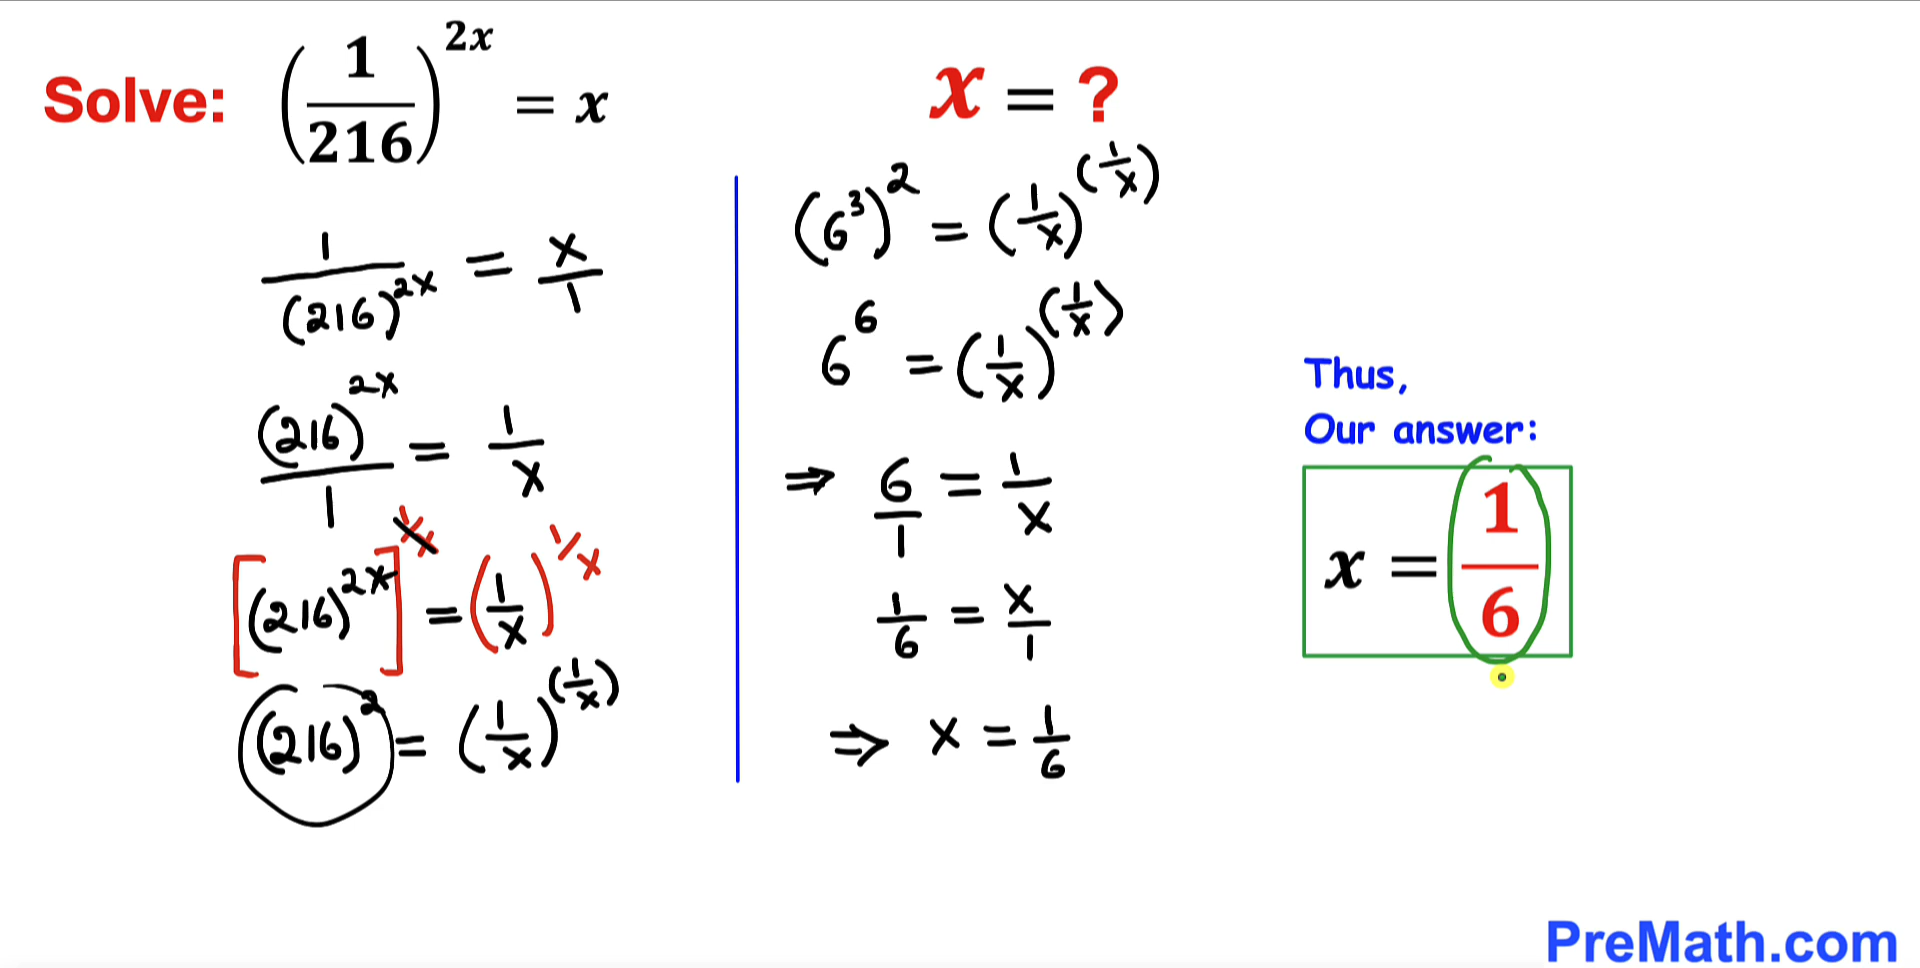 Solve: (1/216)^(2x) = x
x = ?
1/(216)^(2x) = x/1
(216)^(2x)/1 = 1/x
[(216)^(2x)]^(1/x) = (1/x)^(1/x)
(216)^2 = (1/x)^(1/x)
(6^3)^2 = (1/x)^(1/x)
6^6 = (1/x)^(1/x)
⇒ 6/1 = 1/x
1/6 = x/1
⇒ x = 1/6
Thus,
Our answer:
x = 1/6
PreMath.com